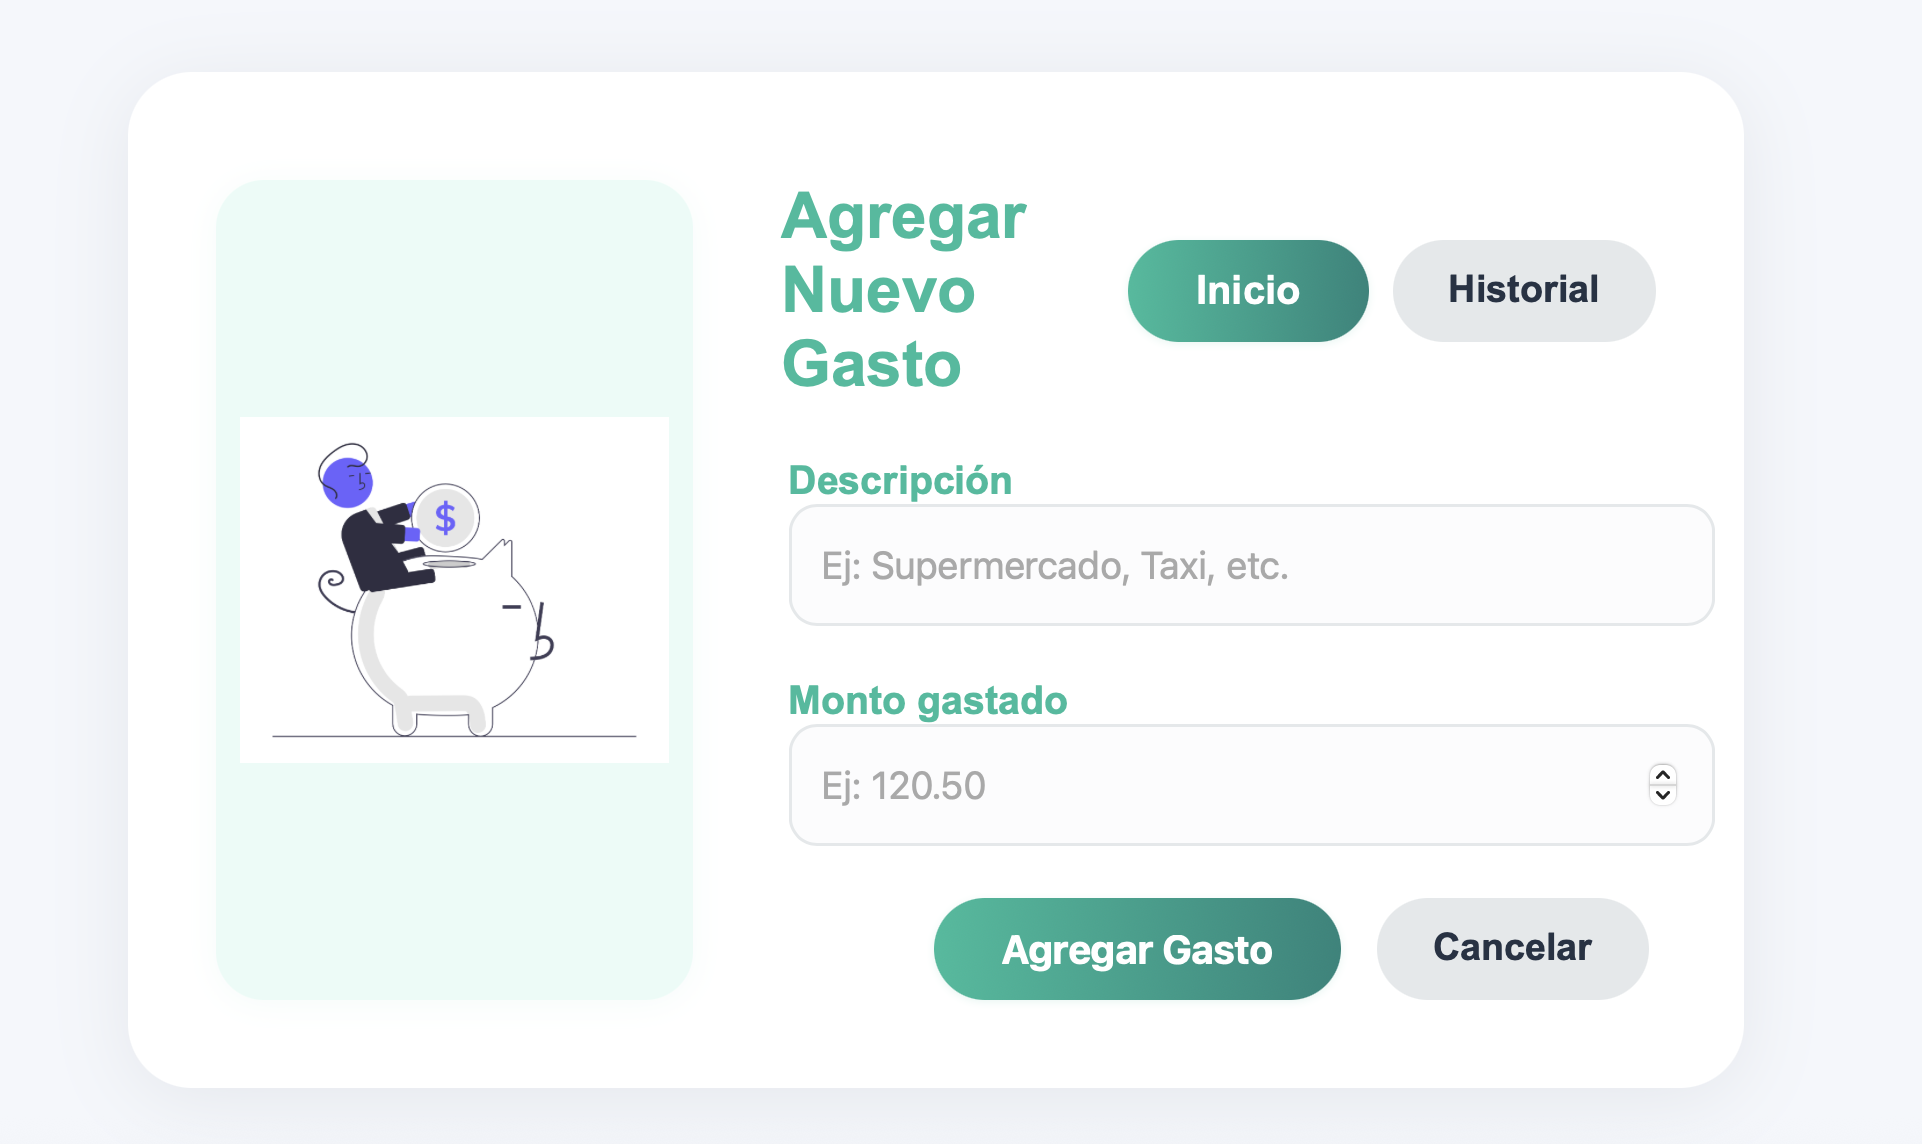 Agregar
Nuevo
Gasto
Inicio
Historial
$
Descripción
Ej: Supermercado, Taxi, etc.
Monto gastado
Ej: 120.50
Agregar Gasto
Cancelar